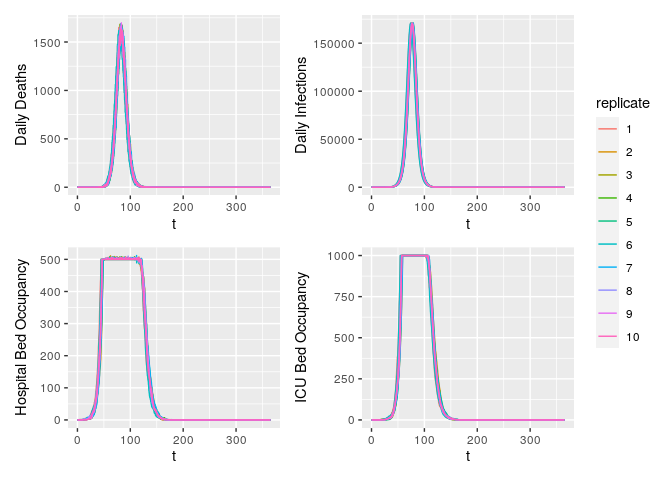 Daily Deaths
1500
1000
500
0
0 100 200 300
t
Daily Infections
150000
100000
50000
0
0 100 200 300
t
Hospital Bed Occupancy
500
400
300
200
100
0
0 100 200 300
t
ICU Bed Occupancy
1000
750
500
250
0
0 100 200 300
t
replicate
1
2
3
4
5
6
7
8
9
10